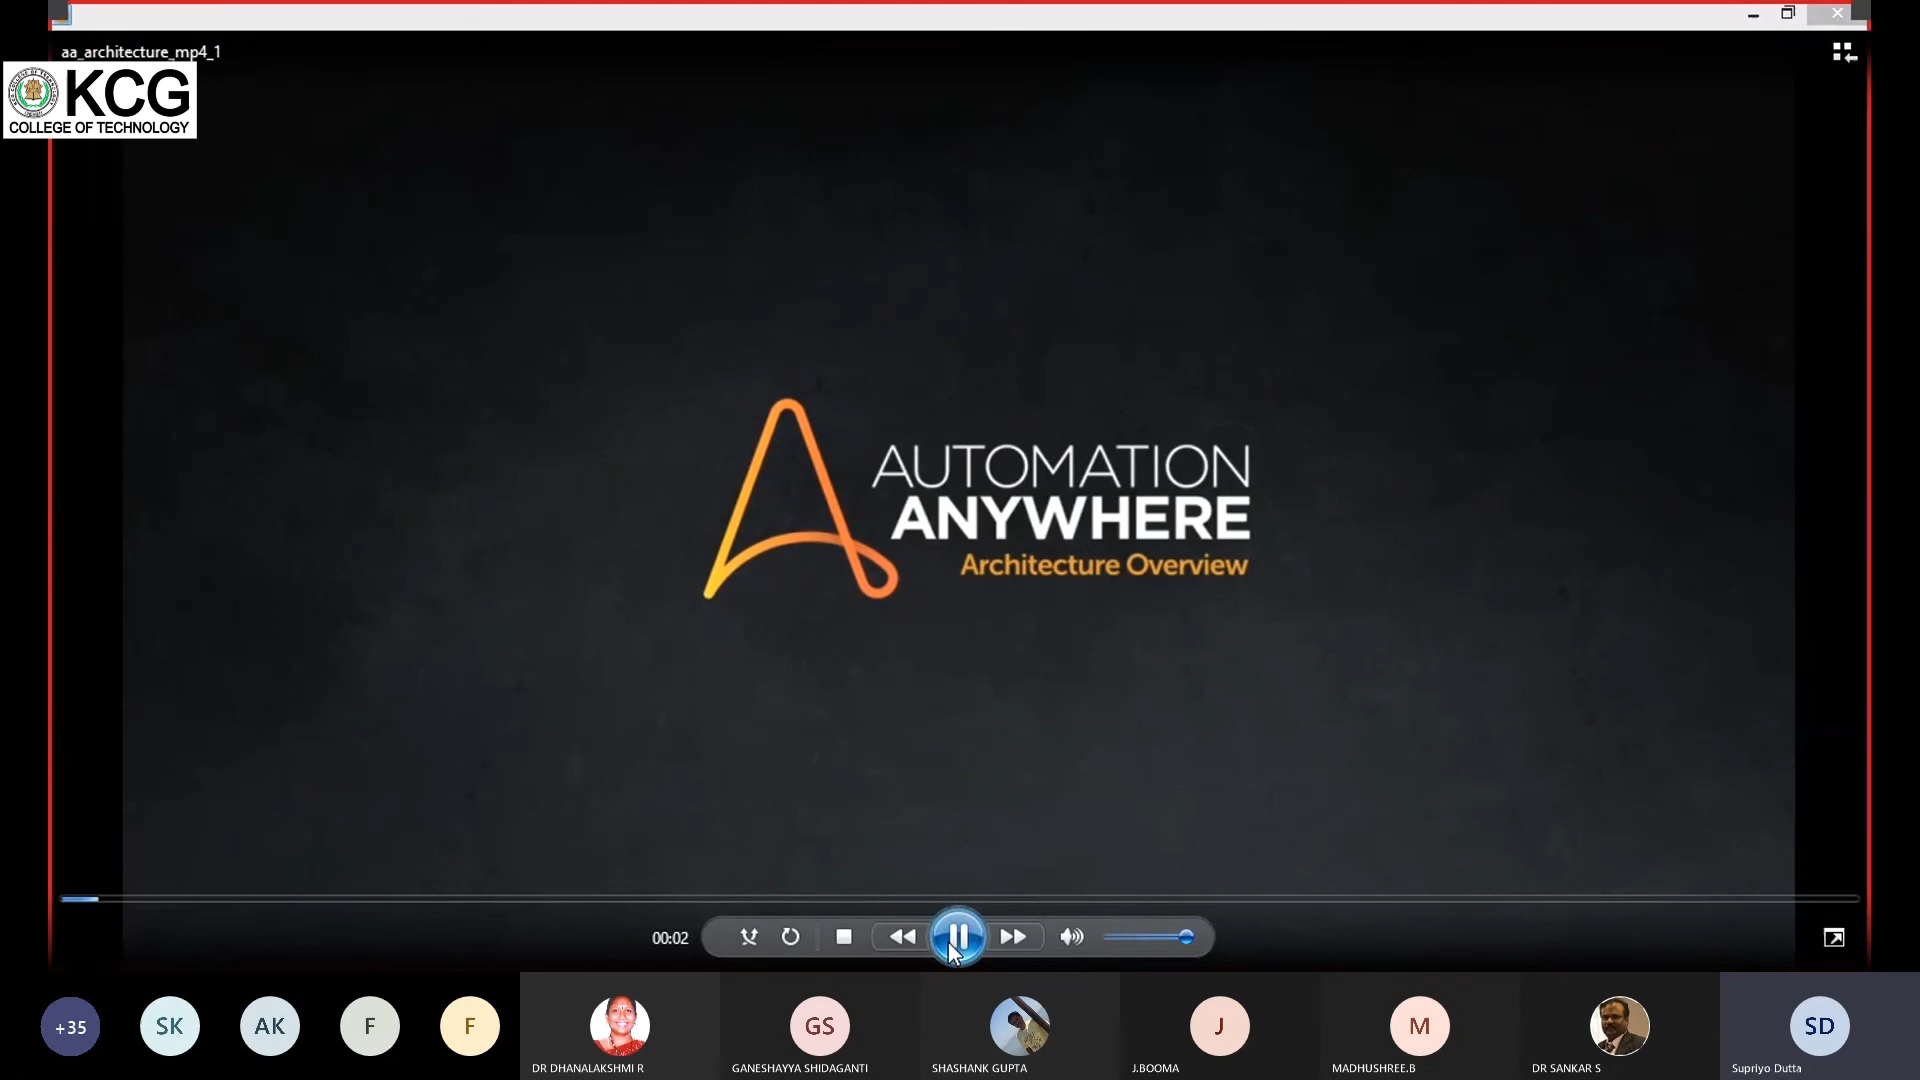 aa_architecture_mp4_1
KCG
COLLEGE OF TECHNOLOGY
AUTOMATION
ANYWHERE
Architecture Overview
00:02
+35
SK
AK
F
F
GS
J
M
SD
DR DHANALAKSHMI R
GANESHAYYA SHIDAGANTI
SHASHANK GUPTA
J.BOOMA
MADHUSHREE.B
DR SANKAR S
Supriyo Dutta